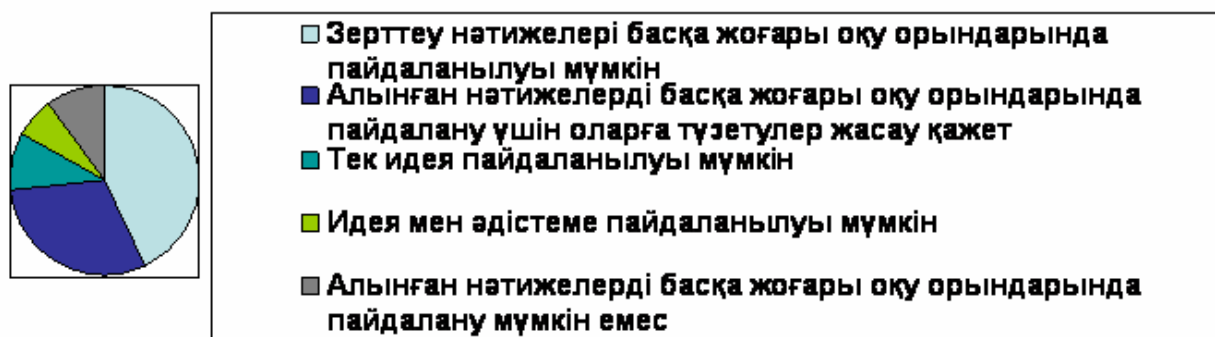 Зерттеу нәтижелері басқа жоғары оқу орындарында
пайдаланылуы мүмкін
Алынған нәтижелерді басқа жоғары оқу орындарында
пайдалану үшін оларға түзетулер жасау қажет
Тек идея пайдаланылуы мүмкін
Идея мен әдістеме пайдаланылуы мүмкін
Алынған нәтижелерді басқа жоғары оқу орындарында
пайдалану мүмкін емес